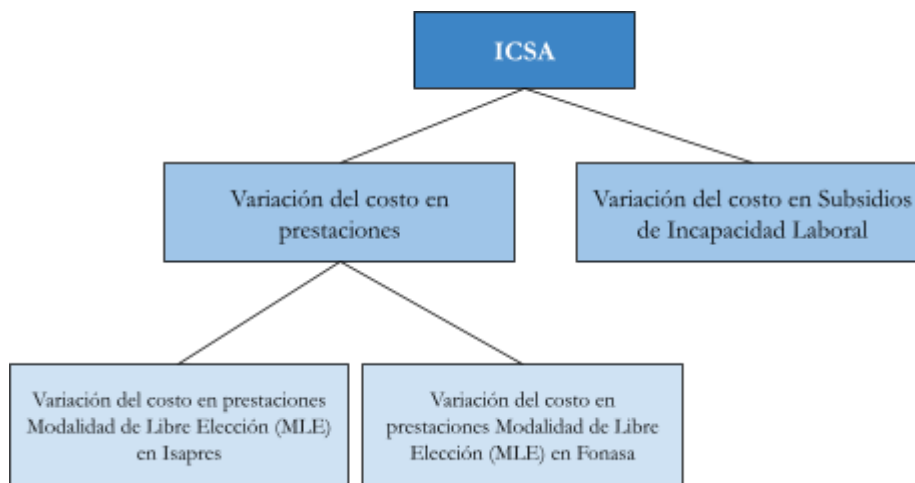 ICSA
Variación del costo en
prestaciones
Variación del costo en Subsidios
de Incapacidad Laboral
Variación del costo en prestaciones
Modalidad de Libre Elección (MLE)
en Isapres
Variación del costo en
prestaciones Modalidad de Libre
Elección (MLE) en Fonasa